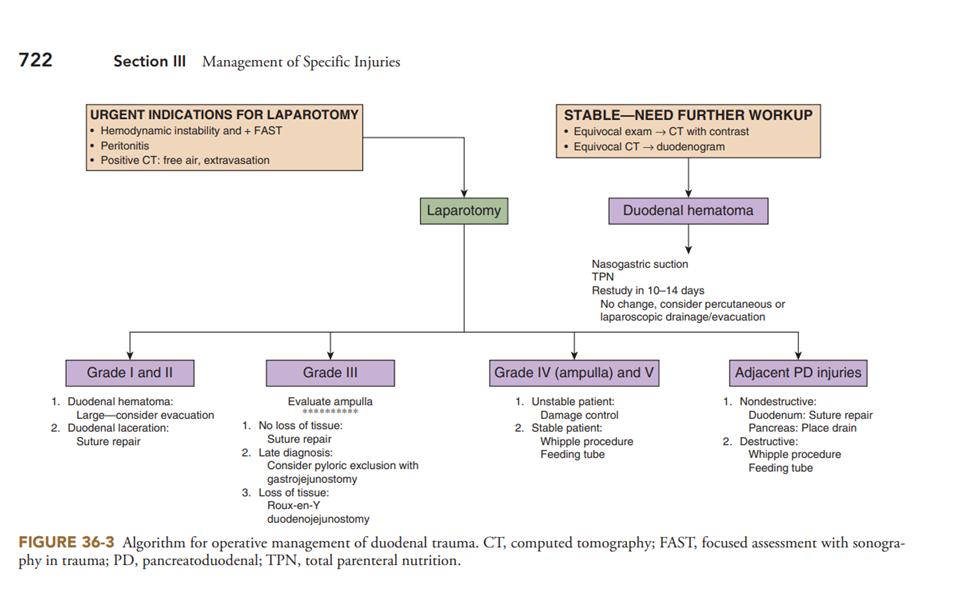 722 Section III Management of Specific Injuries
URGENT INDICATIONS FOR LAPAROTOMY
• Hemodynamic instability and + FAST
• Peritonitis
• Positive CT: free air, extravasation
STABLE—NEED FURTHER WORKUP
• Equivocal exam → CT with contrast
• Equivocal CT → duodenogram
Laparotomy
Duodenal hematoma
Nasogastric suction
TPN
Restudy in 10–14 days
No change, consider percutaneous or
laparoscopic drainage/evacuation
Grade I and II
1. Duodenal hematoma:
Large—consider evacuation
2. Duodenal laceration:
Suture repair
Grade III
Evaluate ampulla
**********
1. No loss of tissue:
Suture repair
2. Late diagnosis:
Consider pyloric exclusion with
gastrojejunostomy
3. Loss of tissue:
Roux-en-Y
duodenojejunostomy
Grade IV (ampulla) and V
1. Unstable patient:
Damage control
2. Stable patient:
Whipple procedure
Feeding tube
Adjacent PD injuries
1. Nondestructive:
Duodenum: Suture repair
Pancreas: Place drain
2. Destructive:
Whipple procedure
Feeding tube
FIGURE 36-3 Algorithm for operative management of duodenal trauma. CT, computed tomography; FAST, focused assessment with sonogra-
phy in trauma; PD, pancreatoduodenal; TPN, total parenteral nutrition.